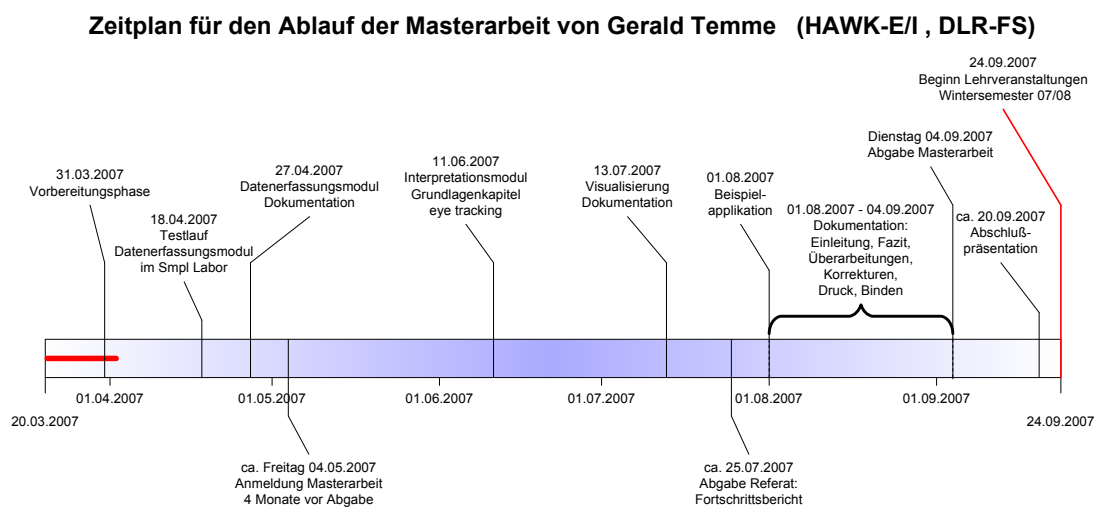 Zeitplan für den Ablauf der Masterarbeit von Gerald Temme (HAWK-E/I , DLR-FS)
24.09.2007
Beginn Lehrveranstaltungen
Wintersemester 07/08
Dienstag 04.09.2007
Abgabe Masterarbeit
31.03.2007
Vorbereitungsphase
18.04.2007
Testlauf
Datenerfassungsmodul
im Smpl Labor
27.04.2007
Datenerfassungsmodul
Dokumentation
11.06.2007
Interpretationsmodul
Grundlagenkapitel
eye tracking
13.07.2007
Visualisierung
Dokumentation
01.08.2007
Beispiel-
applikation
01.08.2007 - 04.09.2007
Dokumentation:
Einleitung, Fazit,
Überarbeitungen,
Korrekturen,
Druck, Binden
ca. 20.09.2007
Abschluß-
präsentation
01.04.2007
01.05.2007
01.06.2007
01.07.2007
01.08.2007
01.09.2007
20.03.2007
24.09.2007
ca. Freitag 04.05.2007
Anmeldung Masterarbeit
4 Monate vor Abgabe
ca. 25.07.2007
Abgabe Referat:
Fortschrittsbericht